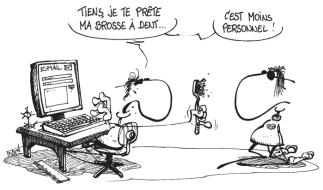 TIENS, JE TE PRÊTE
MA BROSSE À DENT...
C'EST MOINS
PERSONNEL !
E-MAIL